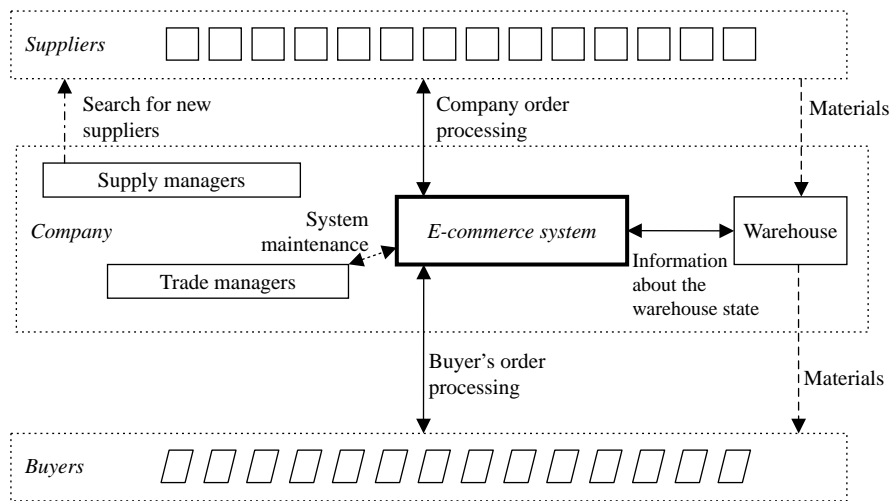 Suppliers
Search for new
suppliers
Company order
processing
Materials
Supply managers
Company
System
maintenance
E-commerce system
Warehouse
Trade managers
Information
about the
warehouse state
Buyer’s order
processing
Materials
Buyers